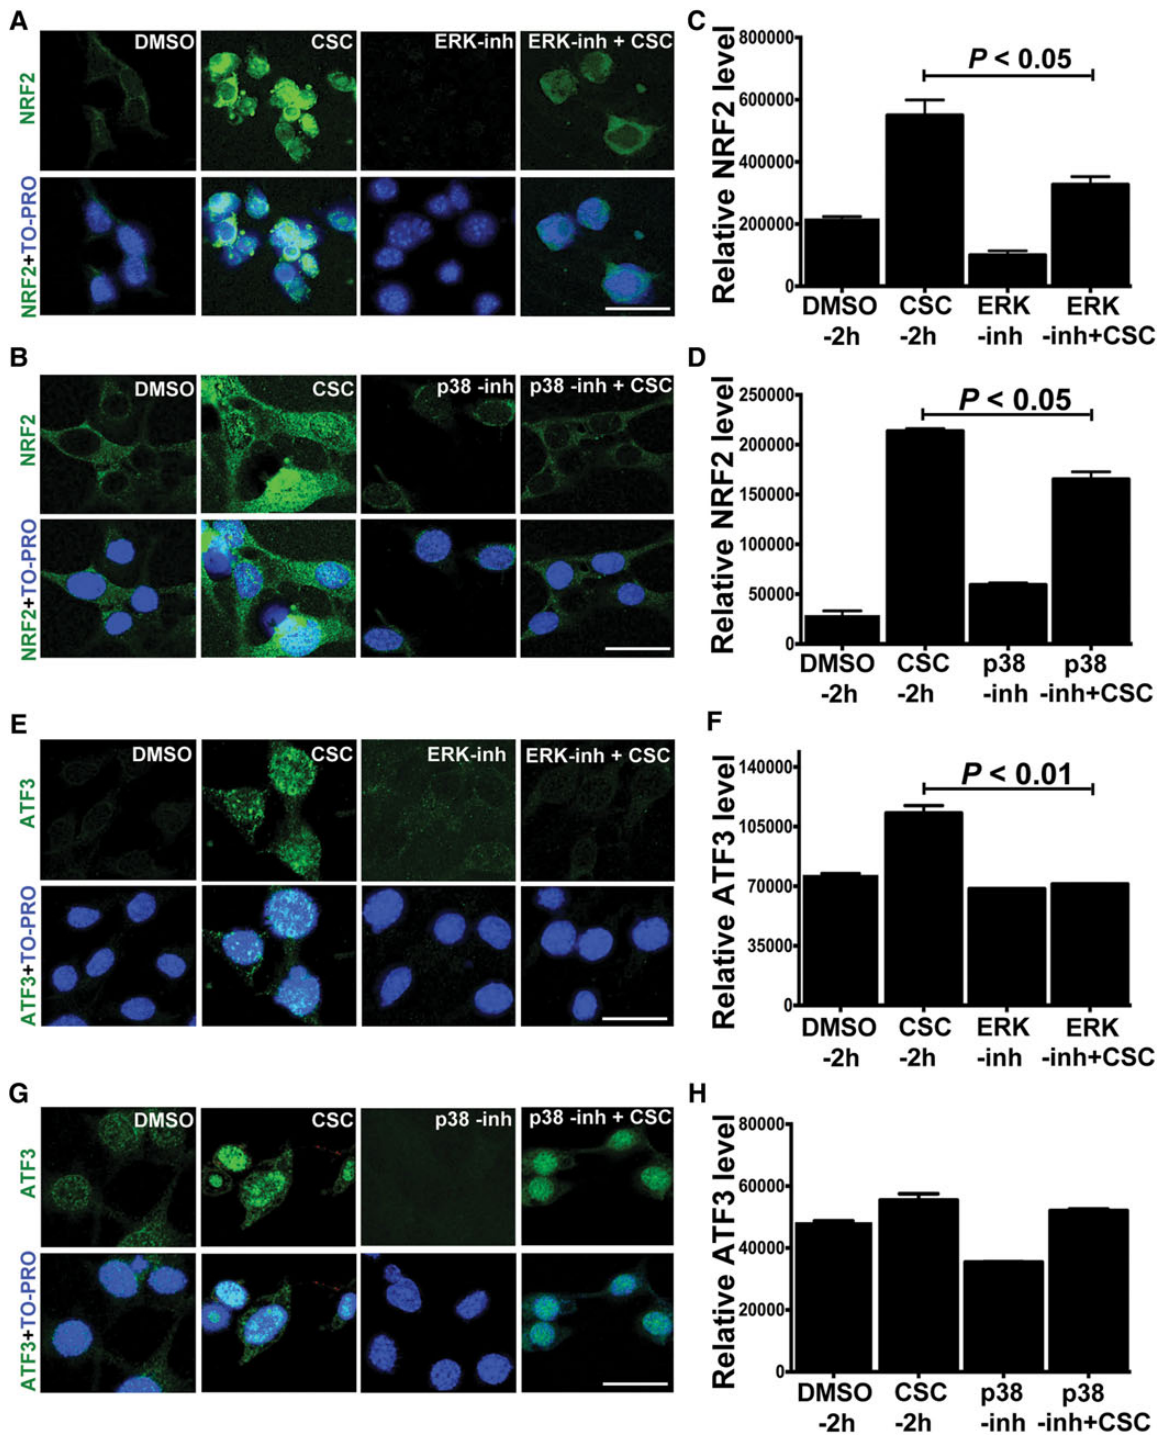 A
DMSO
CSC
ERK-inh
ERK-inh + CSC
NRF2
NRF2+TO-PRO
C
Relative NRF2 level
800000
600000
400000
200000
0
P < 0.05
DMSO
-2h
CSC
-2h
ERK
-inh
ERK
-inh+CSC
B
DMSO
CSC
p38 -inh
p38 -inh + CSC
NRF2
NRF2+TO-PRO
D
Relative NRF2 level
250000
200000
150000
100000
50000
0
P < 0.05
DMSO
-2h
CSC
-2h
p38
-inh
p38
-inh+CSC
E
DMSO
CSC
ERK-inh
ERK-inh + CSC
ATF3
ATF3+TO-PRO
F
Relative ATF3 level
140000
105000
70000
35000
0
P < 0.01
DMSO
-2h
CSC
-2h
ERK
-inh
ERK
-inh+CSC
G
DMSO
CSC
p38 -inh
p38 -inh + CSC
ATF3
ATF3+TO-PRO
H
Relative ATF3 level
80000
60000
40000
20000
0
DMSO
-2h
CSC
-2h
p38
-inh
p38
-inh+CSC